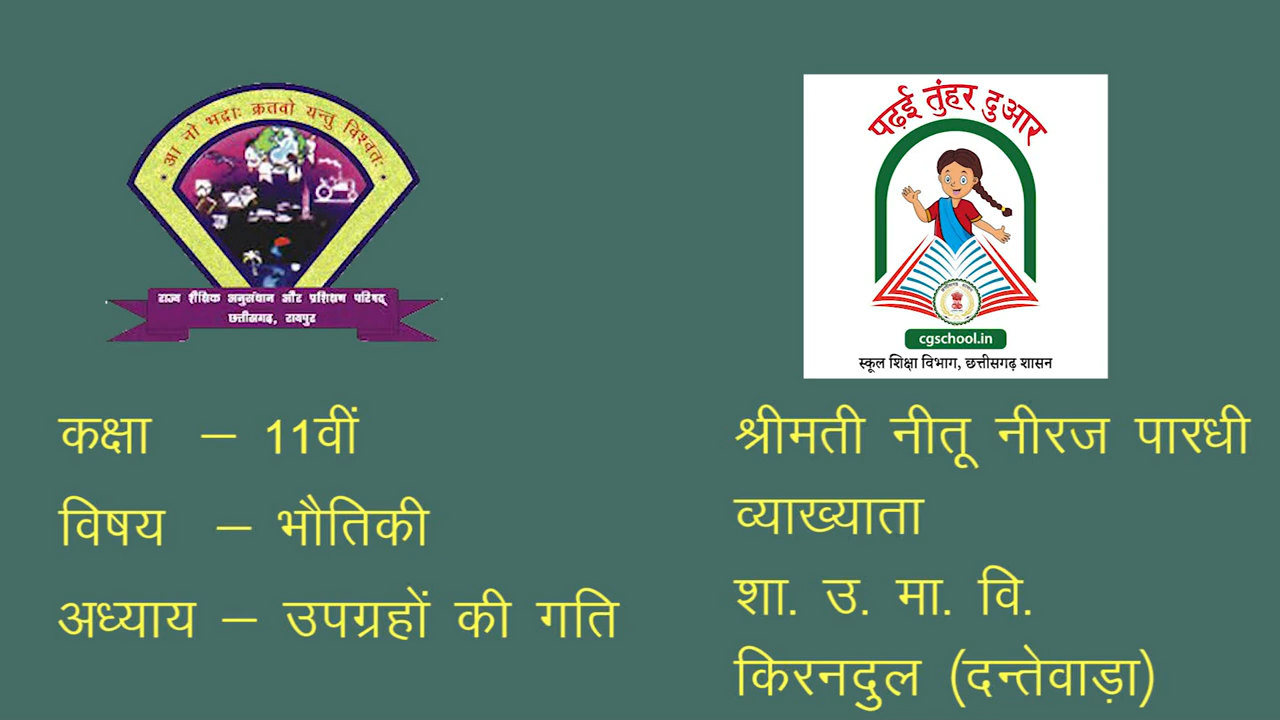 आ नो भद्राः क्रतवो यन्तु विश्वतः
राज्य शैक्षिक अनुसंधान और प्रशिक्षण परिषद्
छत्तीसगढ़, रायपुर
पढ़ई तुंहर दुआर
cgschool.in
स्कूल शिक्षा विभाग, छत्तीसगढ़ शासन
कक्षा – 11वीं
विषय – भौतिकी
अध्याय – उपग्रहों की गति
श्रीमती नीतू नीरज पारधी
व्याख्याता
शा. उ. मा. वि.
किरनदुल (दन्तेवाड़ा)